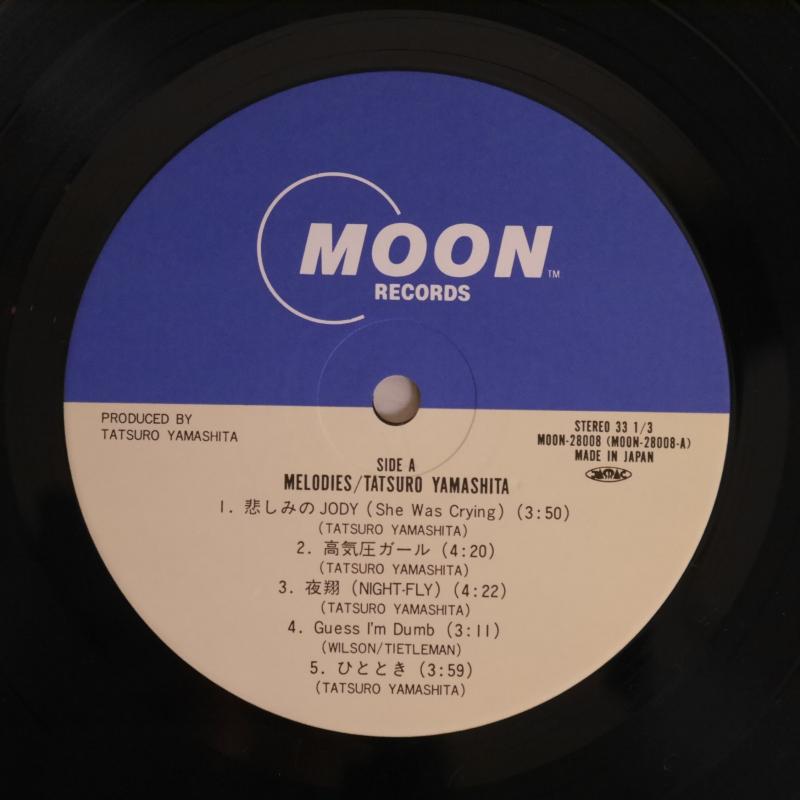 MOON
TM
RECORDS
PRODUCED BY
TATSURO YAMASHITA
STEREO 33 1/3
MOON-28008 (MOON-28008-A)
MADE IN JAPAN
JASRAC
SIDE A
MELODIES/TATSURO YAMASHITA
1. 悲しみのJODY (She Was Crying) (3:50)
(TATSURO YAMASHITA)
2. 高気圧ガール (4:20)
(TATSURO YAMASHITA)
3. 夜翔 (NIGHT-FLY) (4:22)
(TATSURO YAMASHITA)
4. Guess I'm Dumb (3:11)
(WILSON/TIETLEMAN)
5. ひととき (3:59)
(TATSURO YAMASHITA)